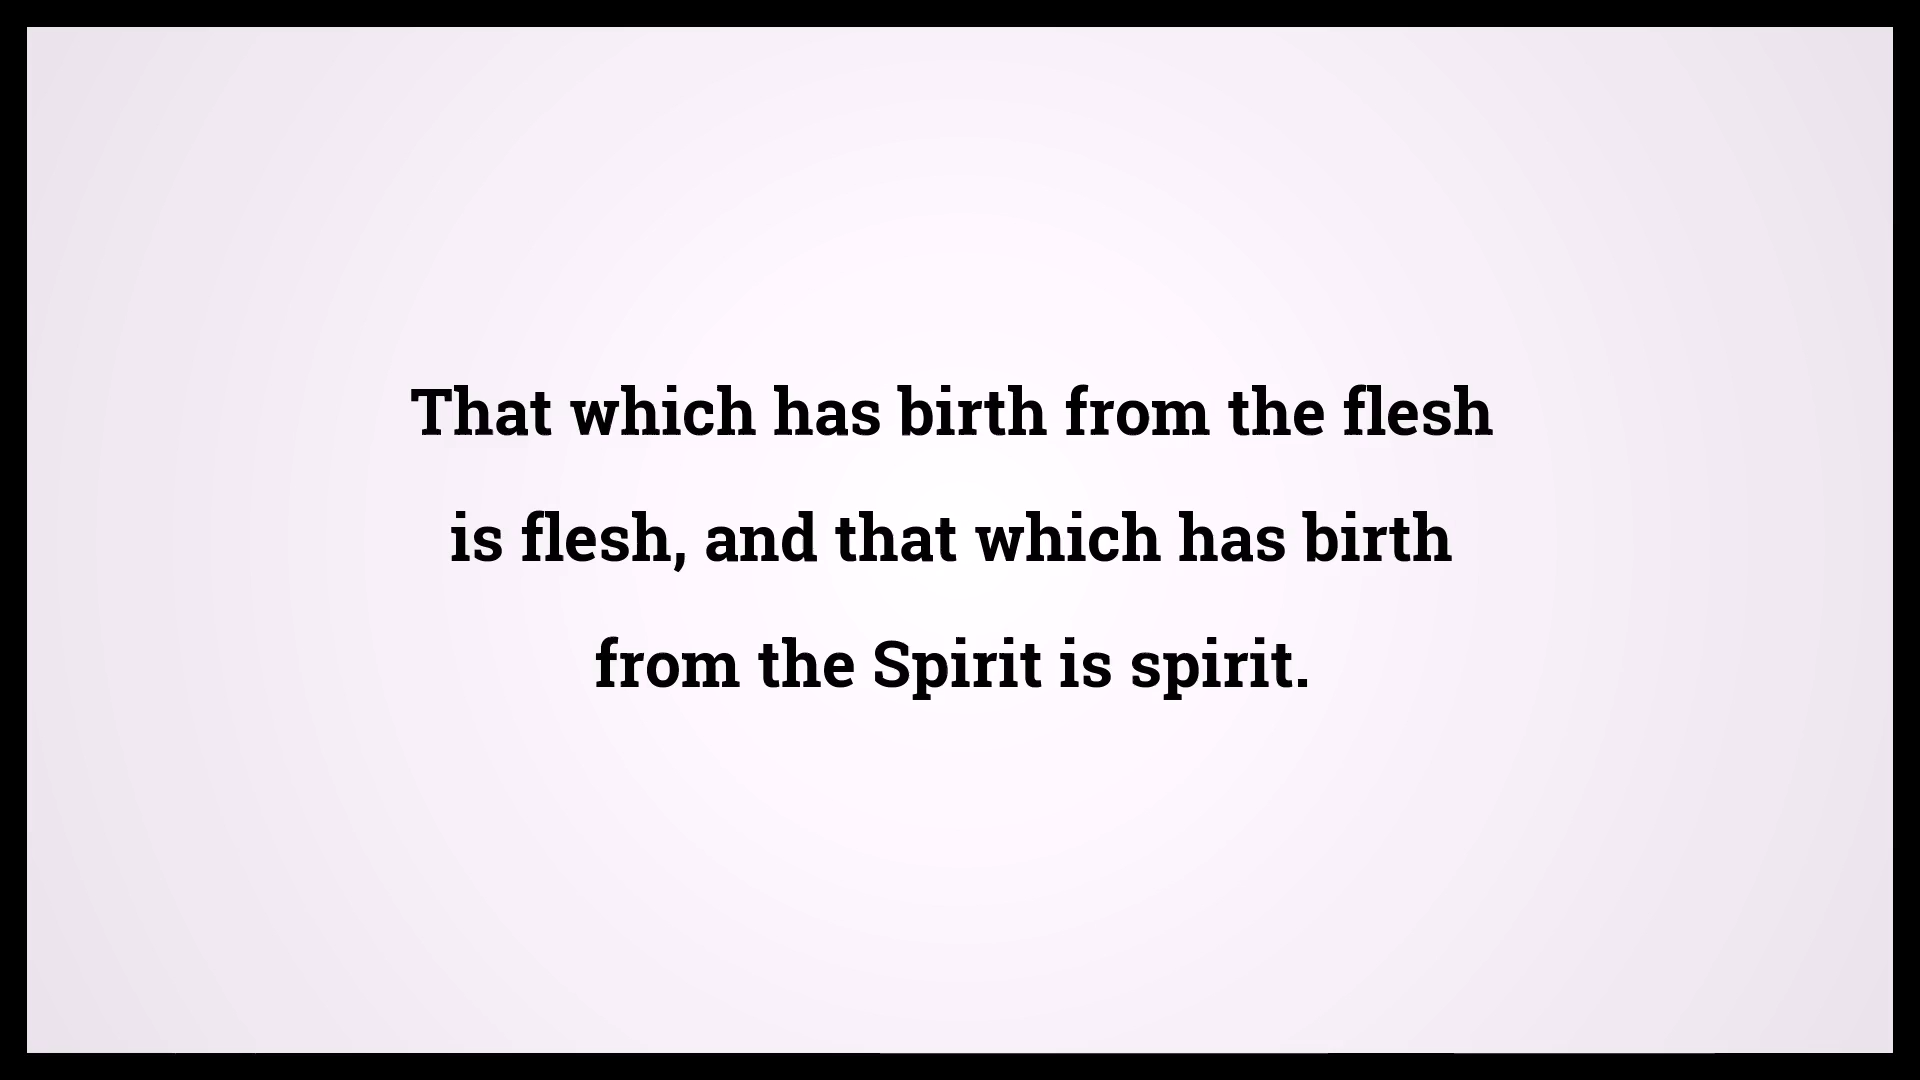 That which has birth from the flesh
is flesh, and that which has birth
from the Spirit is spirit.